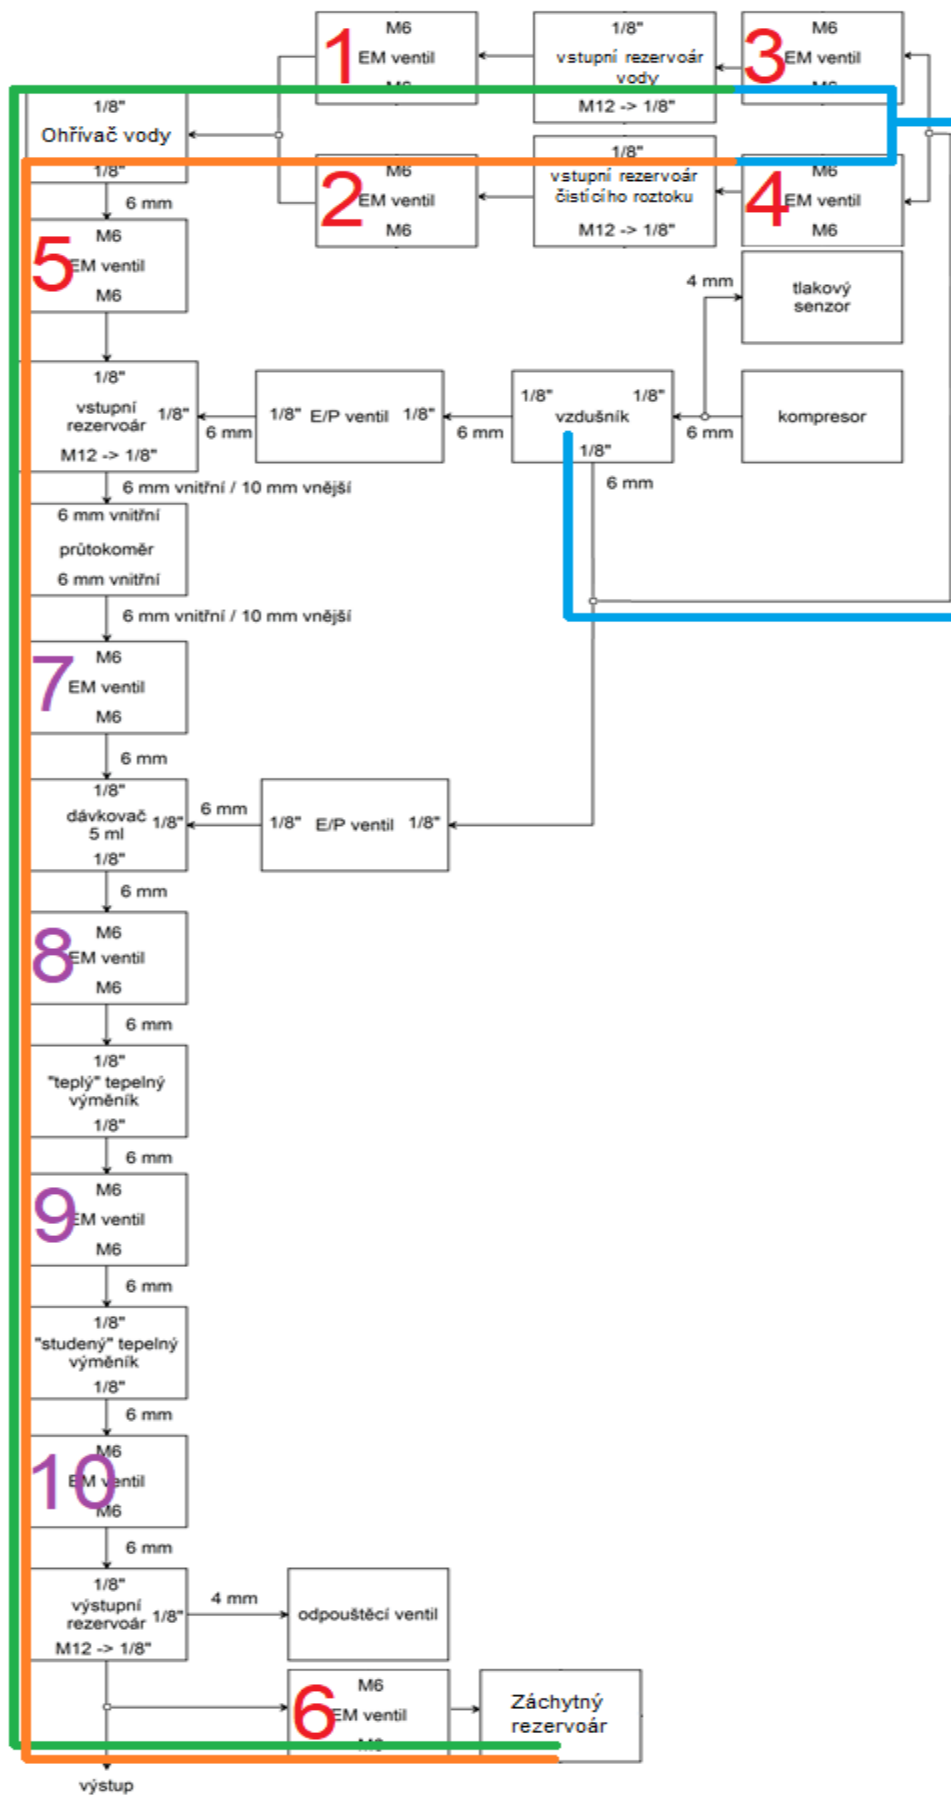 1
M6
EM ventil
M6
1/8"
vstupní rezervoár
vody
M12 -> 1/8"
3
M6
EM ventil
M6
1/8"
Ohřívač vody
1/8"
2
M6
EM ventil
M6
1/8"
vstupní rezervoár
čistícího roztoku
M12 -> 1/8"
4
M6
EM ventil
M6
6 mm
5
M6
EM ventil
M6
4 mm
tlakový
senzor
1/8"
vstupní
rezervoár
1/8"
M12 -> 1/8"
6 mm
1/8" E/P ventil 1/8"
6 mm
1/8" 1/8"
vzdušník
1/8"
6 mm
kompresor
6 mm
6 mm vnitřní / 10 mm vnější
6 mm vnitřní
průtokoměr
6 mm vnitřní
6 mm vnitřní / 10 mm vnější
7
M6
EM ventil
M6
6 mm
1/8"
dávkovač
5 ml
1/8"
1/8"
6 mm
1/8" E/P ventil 1/8"
6 mm
8
M6
EM ventil
M6
6 mm
1/8"
"teplý" tepelný
výměník
1/8"
6 mm
9
M6
EM ventil
M6
6 mm
1/8"
"studený" tepelný
výměník
1/8"
6 mm
10
M6
EM ventil
M6
6 mm
1/8"
výstupní
rezervoár
1/8"
M12 -> 1/8"
4 mm
odpouštěcí ventil
6
M6
EM ventil
Záchytný
rezervoár
výstup